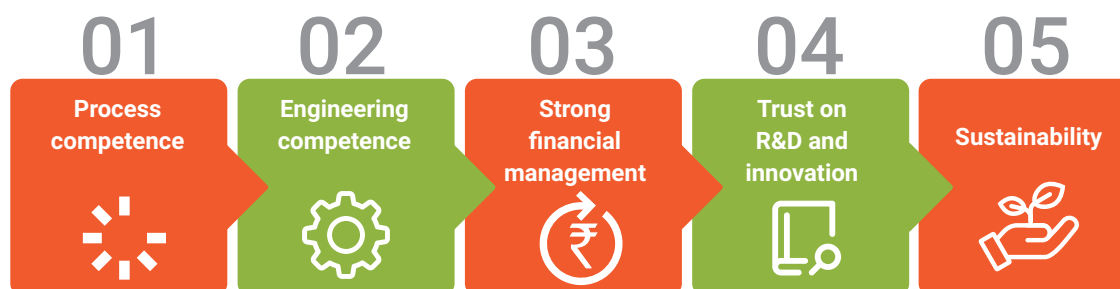 01
Process
competence
02
Engineering
competence
03
Strong
financial
management
₹
04
Trust on
R&D and
innovation
05
Sustainability